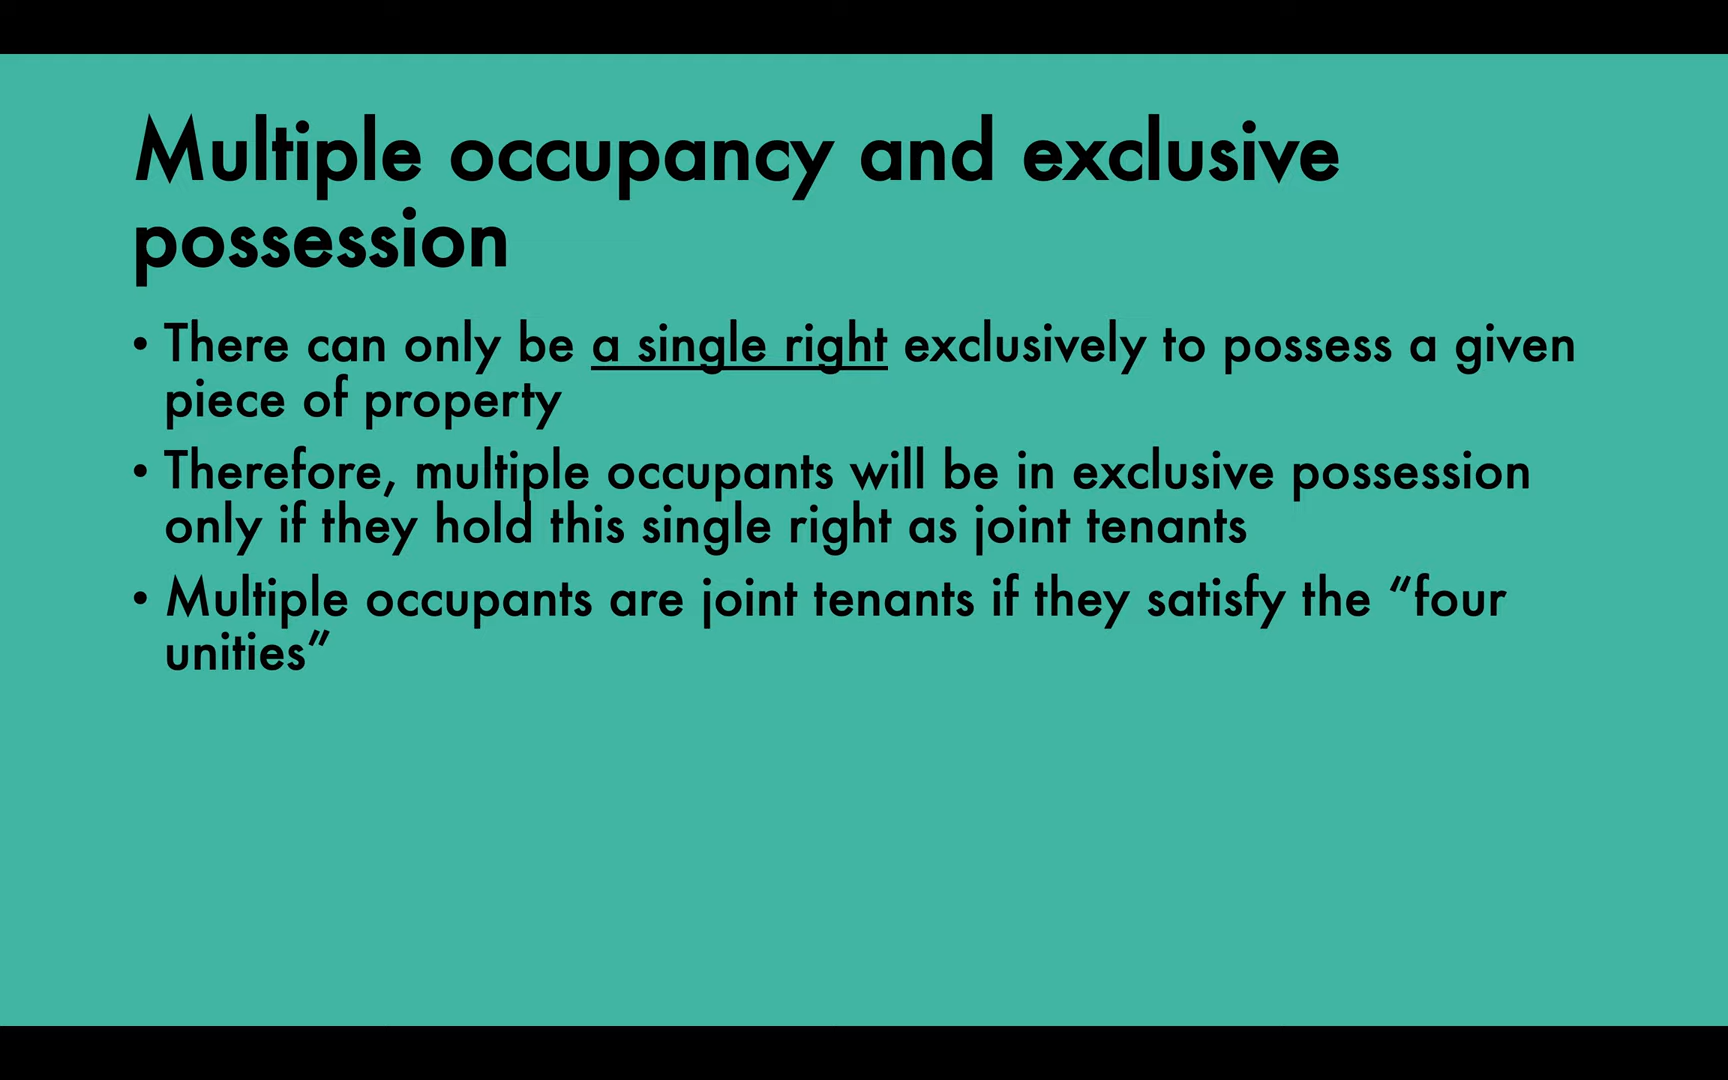 Multiple occupancy and exclusive
possession
• There can only be a single right exclusively to possess a given
piece of property
• Therefore, multiple occupants will be in exclusive possession
only if they hold this single right as joint tenants
• Multiple occupants are joint tenants if they satisfy the “four
unities”